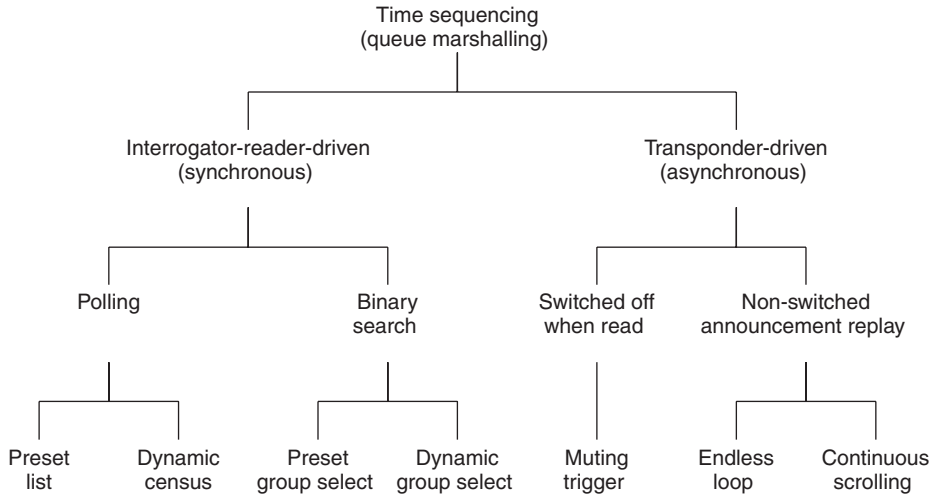 Time sequencing
(queue marshalling)
Interrogator-reader-driven
(synchronous)
Transponder-driven
(asynchronous)
Polling
Binary
search
Switched off
when read
Non-switched
announcement replay
Preset
list
Dynamic
census
Preset
group select
Dynamic
group select
Muting
trigger
Endless
loop
Continuous
scrolling